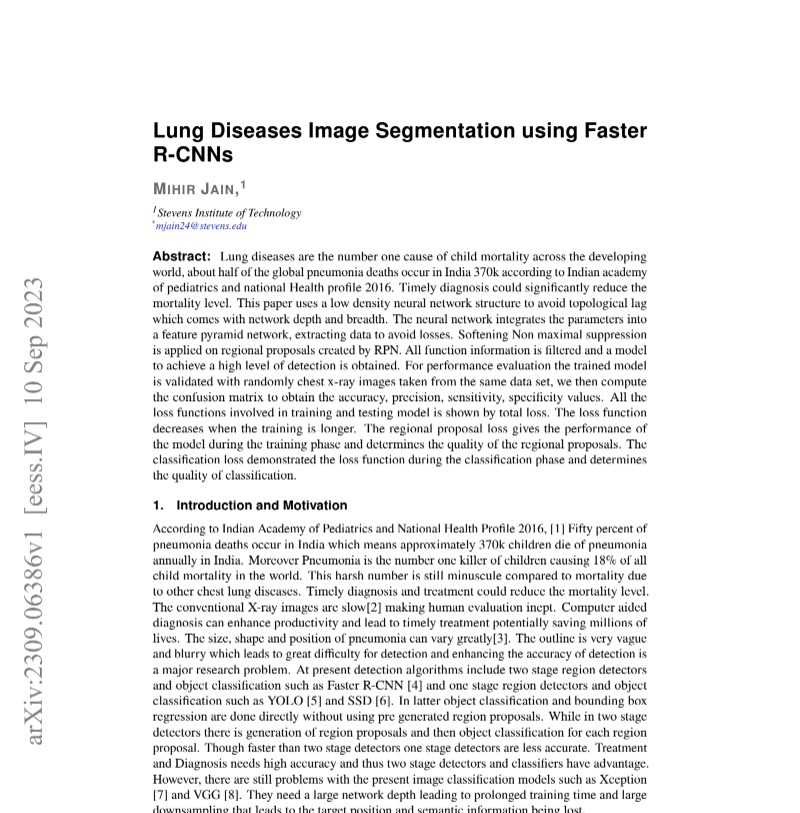 Lung Diseases Image Segmentation using Faster
R-CNNs
MIHIR JAIN,1
1Stevens Institute of Technology
*mjain24@stevens.edu
Abstract: Lung diseases are the number one cause of child mortality across the developing
world, about half of the global pneumonia deaths occur in India 370k according to Indian academy
of pediatrics and national Health profile 2016. Timely diagnosis could significantly reduce the
mortality level. This paper uses a low density neural network structure to avoid topological lag
which comes with network depth and breadth. The neural network integrates the parameters into
a feature pyramid network, extracting data to avoid losses. Softening Non maximal suppression
is applied on regional proposals created by RPN. All function information is filtered and a model
to achieve a high level of detection is obtained. For performance evaluation the trained model
is validated with randomly chest x-ray images taken from the same data set, we then compute
the confusion matrix to obtain the accuracy, precision, sensitivity, specificity values. All the
loss functions involved in training and testing model is shown by total loss. The loss function
decreases when the training is longer. The regional proposal loss gives the performance of
the model during the training phase and determines the quality of the regional proposals. The
classification loss demonstrated the loss function during the classification phase and determines
the quality of classification.
1. Introduction and Motivation
According to Indian Academy of Pediatrics and National Health Profile 2016, [1] Fifty percent of
pneumonia deaths occur in India which means approximately 370k children die of pneumonia
annually in India. Moreover Pneumonia is the number one killer of children causing 18% of all
child mortality in the world. This harsh number is still minuscule compared to mortality due
to other chest lung diseases. Timely diagnosis and treatment could reduce the mortality level.
The conventional X-ray images are slow[2] making human evaluation inept. Computer aided
diagnosis can enhance productivity and lead to timely treatment potentially saving millions of
lives. The size, shape and position of pneumonia can vary greatly[3]. The outline is very vague
and blurry which leads to great difficulty for detection and enhancing the accuracy of detection is
a major research problem. At present detection algorithms include two stage region detectors
and object classification such as Faster R-CNN [4] and one stage region detectors and object
classification such as YOLO [5] and SSD [6]. In latter object classification and bounding box
regression are done directly without using pre generated region proposals. While in two stage
detectors there is generation of region proposals and then object classification for each region
proposal. Though faster than two stage detectors one stage detectors are less accurate. Treatment
and Diagnosis needs high accuracy and thus two stage detectors and classifiers have advantage.
However, there are still problems with the present image classification models such as Xception
[7] and VGG [8]. They need a large network depth leading to prolonged training time and large
downsampling that leads to the target position and semantic information being lost.
arXiv:2309.06386v1 [eess.IV] 10 Sep 2023